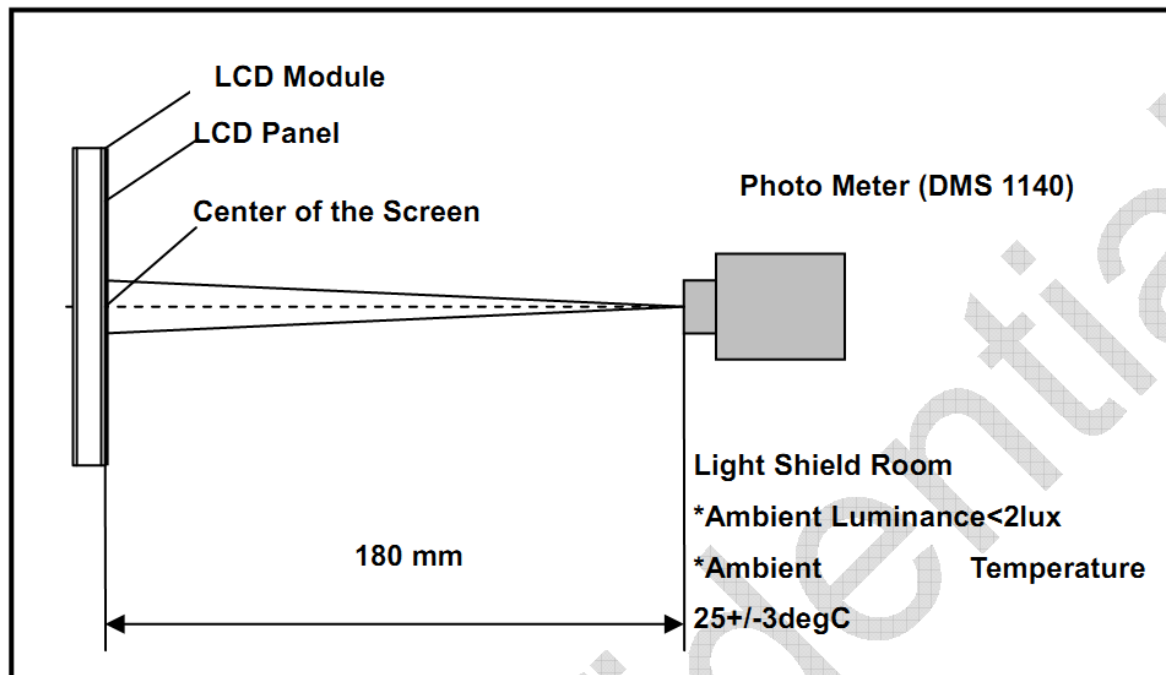 LCD Module
LCD Panel
Center of the Screen
Photo Meter (DMS 1140)
Light Shield Room
*Ambient Luminance<2lux
*Ambient Temperature
25+/-3degC
180 mm